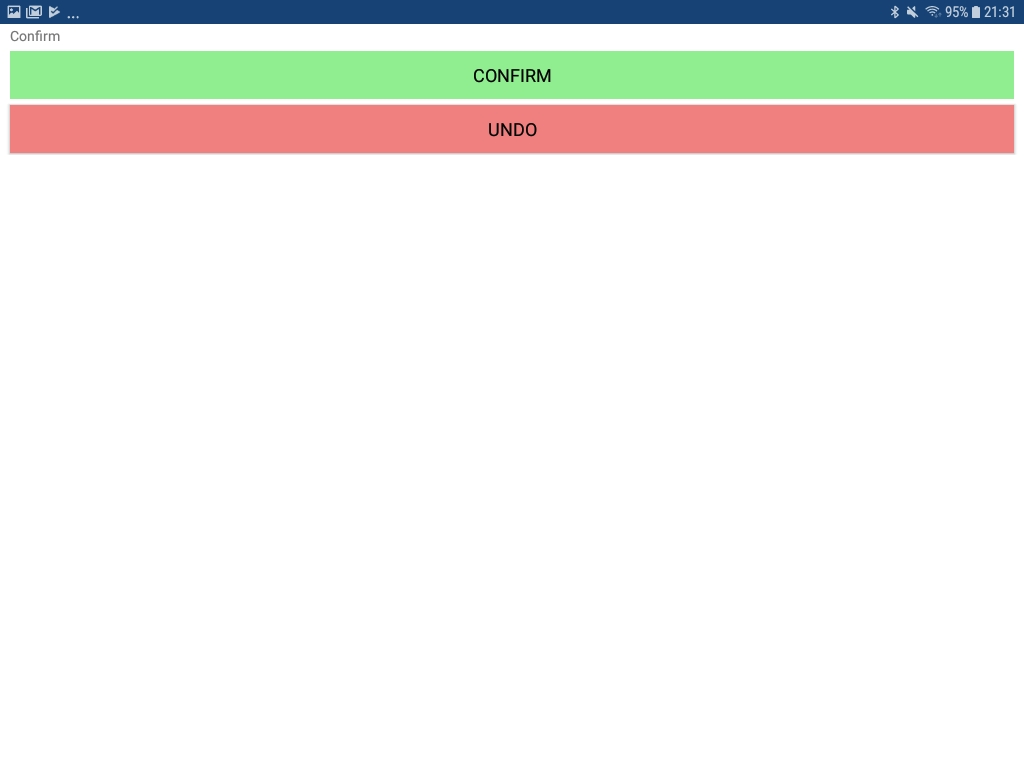 ... 95% 21:31
Confirm
CONFIRM
UNDO